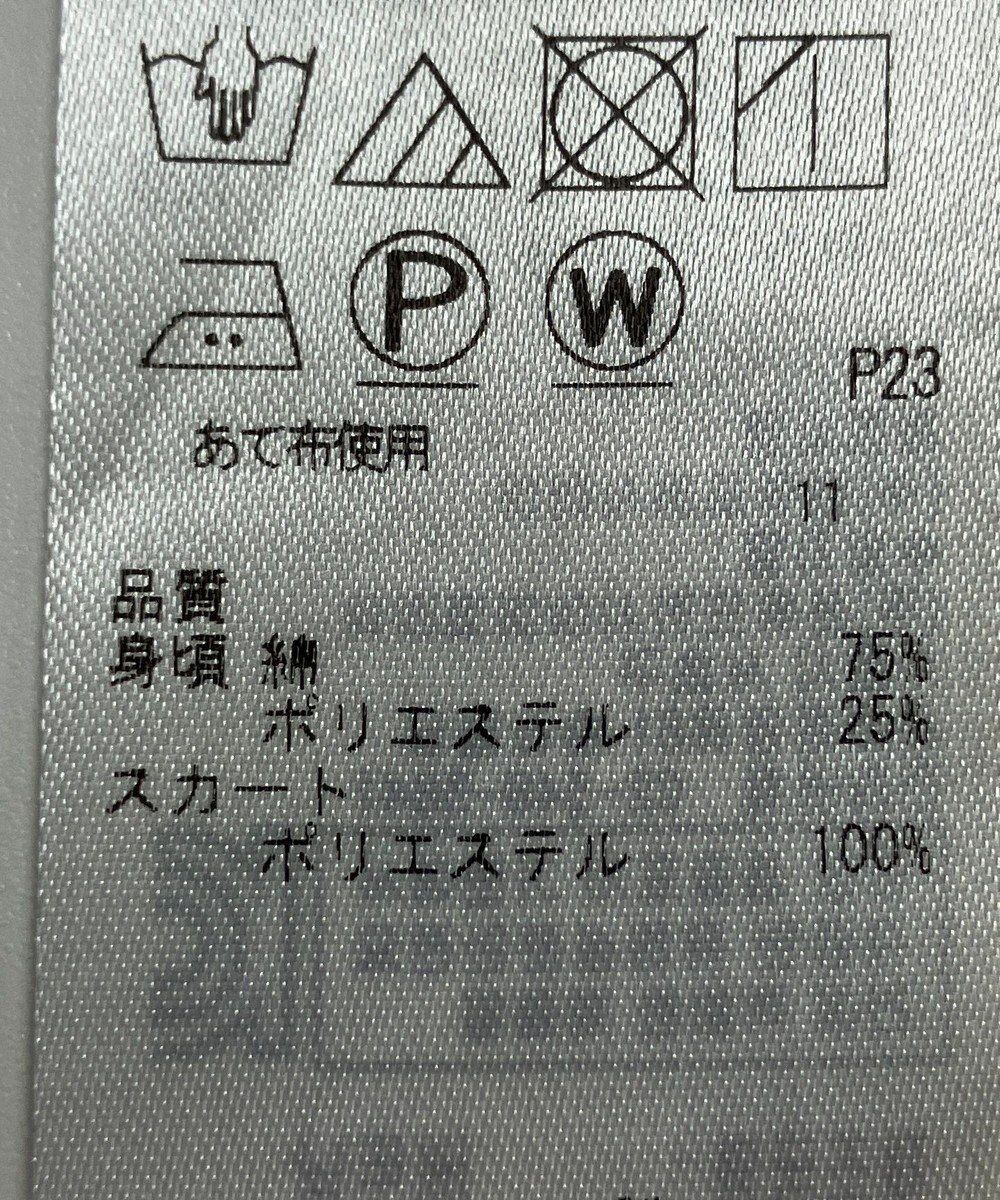 P W
P23
あて布使用
11
品質
身頃 綿 75%
ポリエステル 25%
スカート
ポリエステル 100%